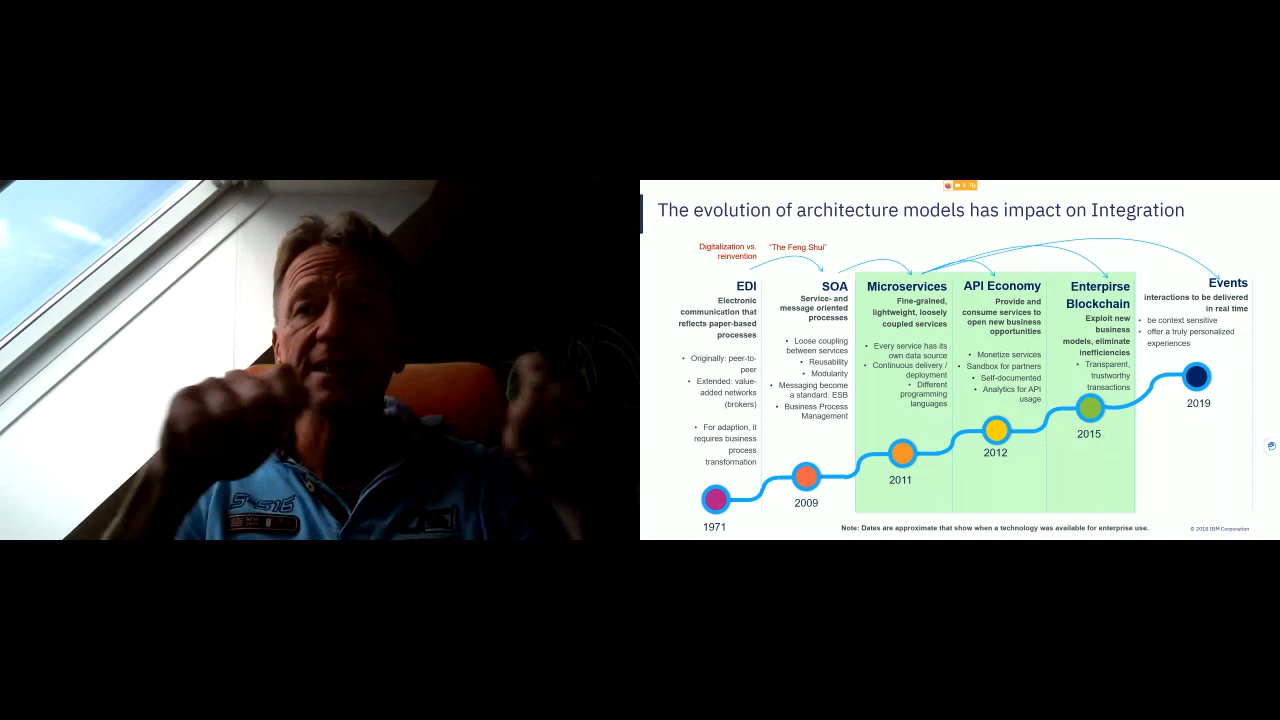 The evolution of architecture models has impact on Integration
Digitalization vs.
reinvention
"The Feng Shui"
EDI
Electronic
communication that
reflects paper-based
processes
• Originally: peer-to-
peer
• Extended: value-
added networks
(brokers)
• For adaption, it
requires business
process
transformation
1971
SOA
Service- and
message oriented
processes
• Loose coupling
between services
• Reusability
• Modularity
• Messaging become
a standard: ESB
• Business Process
Management
2009
Microservices
Fine-grained,
lightweight, loosely
coupled services
• Every service has its
own data source
• Continuous delivery /
deployment
• Different
programming
languages
2011
API Economy
Provide and
consume services to
open new business
opportunities
• Monetize services
• Sandbox for partners
• Self-documented
• Analytics for API
usage
2012
Enterpirse
Blockchain
Exploit new
business
models, eliminate
inefficiencies
• Transparent,
trustworthy
transactions
2015
Events
interactions to be delivered
in real time
• be context sensitive
• offer a truly personalized
experiences
2019
Note: Dates are approximate that show when a technology was available for enterprise use.
© 2018 IBM Corporation